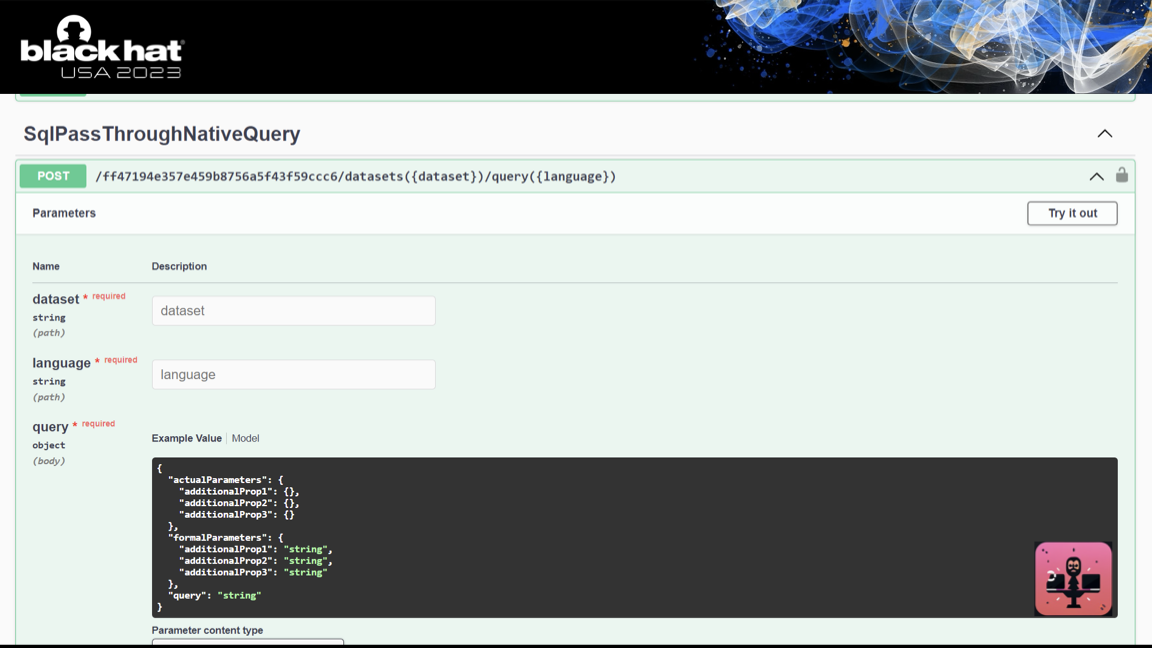 black hat
USA 2023
SqlPassThroughNativeQuery
POST /ff47194e357e459b8756a5f43f59ccc6/datasets({dataset})/query({language})
Parameters
Try it out
Name Description
dataset * required
string
(path)
dataset
language * required
string
(path)
language
query * required
object
(body)
Example Value Model
{
"actualParameters": {
"additionalProp1": {},
"additionalProp2": {},
"additionalProp3": {}
},
"formalParameters": {
"additionalProp1": "string",
"additionalProp2": "string",
"additionalProp3": "string"
},
"query": "string"
}
Parameter content type